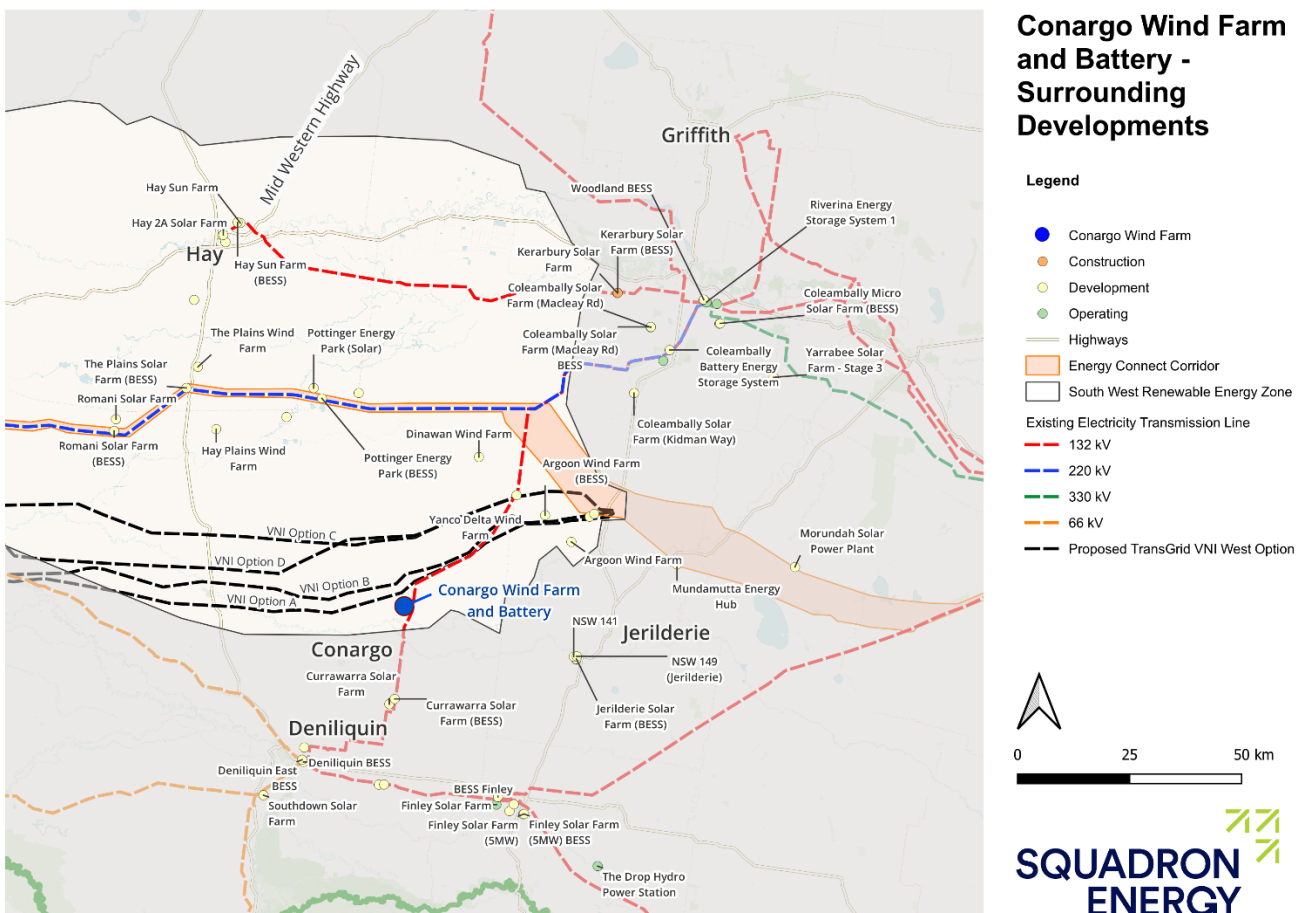 Conargo Wind Farm
and Battery -
Surrounding
Developments
Legend
Conargo Wind Farm
Construction
Development
Operating
Highways
Energy Connect Corridor
South West Renewable Energy Zone
Existing Electricity Transmission Line
132 kV
220 kV
330 kV
66 kV
Proposed TransGrid VNI West Option
0
25
50 km
SQUADRON
ENERGY
Mid Western Highway
Griffith
Hay Sun Farm
Hay 2A Solar Farm
Hay
Hay Sun Farm
(BESS)
Woodland BESS
Riverina Energy
Storage System 1
Kerarbury Solar
Farm (BESS)
Kerarbury Solar
Farm
Coleambally Solar
Farm (Macleay Rd)
Coleambally Micro
Solar Farm (BESS)
Coleambally Solar
Farm (Macleay Rd)
BESS
Coleambally
Battery Energy
Storage System
Yarrabee Solar
Farm - Stage 3
The Plains Wind
Farm
Pottinger Energy
Park (Solar)
The Plains Solar
Farm (BESS)
Romani Solar Farm
Romani Solar Farm
(BESS)
Hay Plains Wind
Farm
Pottinger Energy
Park (BESS)
Dinawan Wind Farm
Coleambally Solar
Farm (Kidman Way)
Argoon Wind Farm
(BESS)
Yanco Delta Wind
Farm
Argoon Wind Farm
Morundah Solar
Power Plant
Mundamutta Energy
Hub
VNI Option C
VNI Option D
VNI Option B
VNI Option A
Conargo Wind Farm
and Battery
Conargo
NSW 141
Jerilderie
NSW 149
(Jerilderie)
Jerilderie Solar
Farm (BESS)
Currawarra Solar
Farm
Currawarra Solar
Farm (BESS)
Deniliquin
Deniliquin BESS
Deniliquin East
BESS
Southdown Solar
Farm
BESS Finley
Finley Solar Farm
Finley Solar Farm
(5MW)
Finley Solar Farm
(5MW) BESS
The Drop Hydro
Power Station